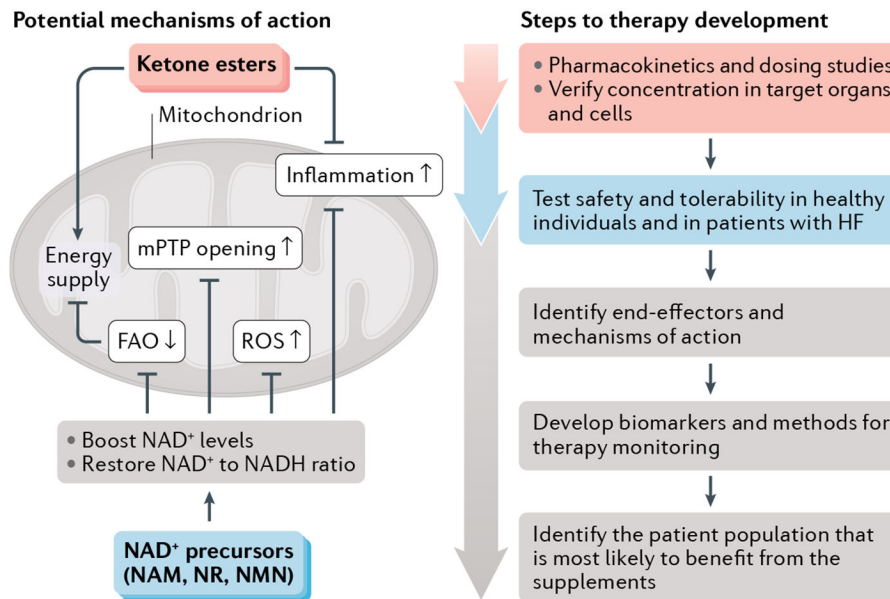 Potential mechanisms of action
Ketone esters
Mitochondrion
Inflammation ↑
mPTP opening ↑
Energy
supply
FAO ↓
ROS ↑
• Boost NAD⁺ levels
• Restore NAD⁺ to NADH ratio
NAD⁺ precursors
(NAM, NR, NMN)
Steps to therapy development
• Pharmacokinetics and dosing studies
• Verify concentration in target organs
and cells
Test safety and tolerability in healthy
individuals and in patients with HF
Identify end-effectors and
mechanisms of action
Develop biomarkers and methods for
therapy monitoring
Identify the patient population that
is most likely to benefit from the
supplements